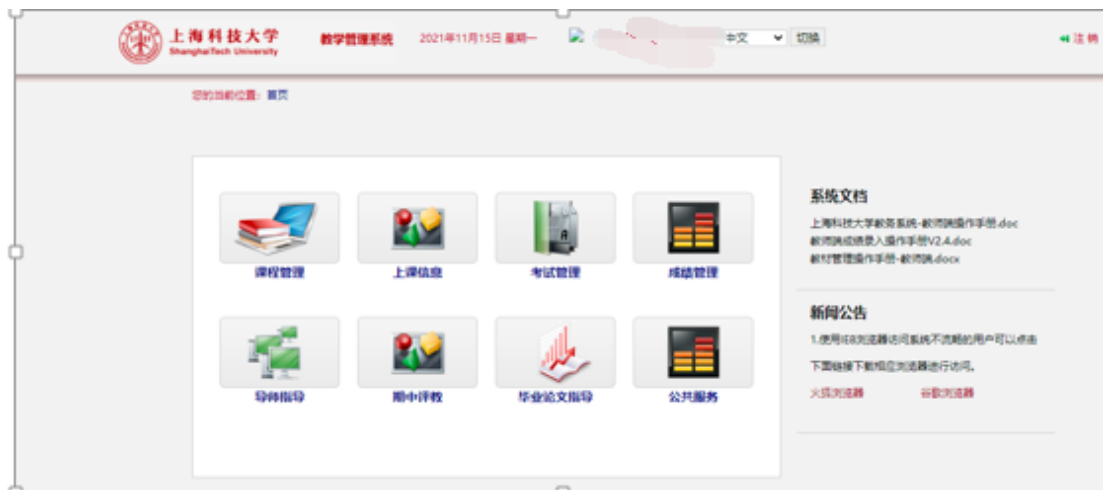 上海科技大学
ShanghaiTech University
教学管理系统
2021年11月15日 星期一
中文
切换
注销
您的当前位置：首页
课程管理
上课信息
考试管理
成绩管理
导师指导
期中评教
毕业论文指导
公共服务
系统文档
上海科技大学教务系统-教师端操作手册.doc
教师端成绩录入操作手册V2.4.doc
教材管理操作手册-教师端.docx
新闻公告
1.使用IE8浏览器访问系统不流畅的用户可以点击
下面链接下载相应浏览器进行访问。
火狐浏览器
谷歌浏览器